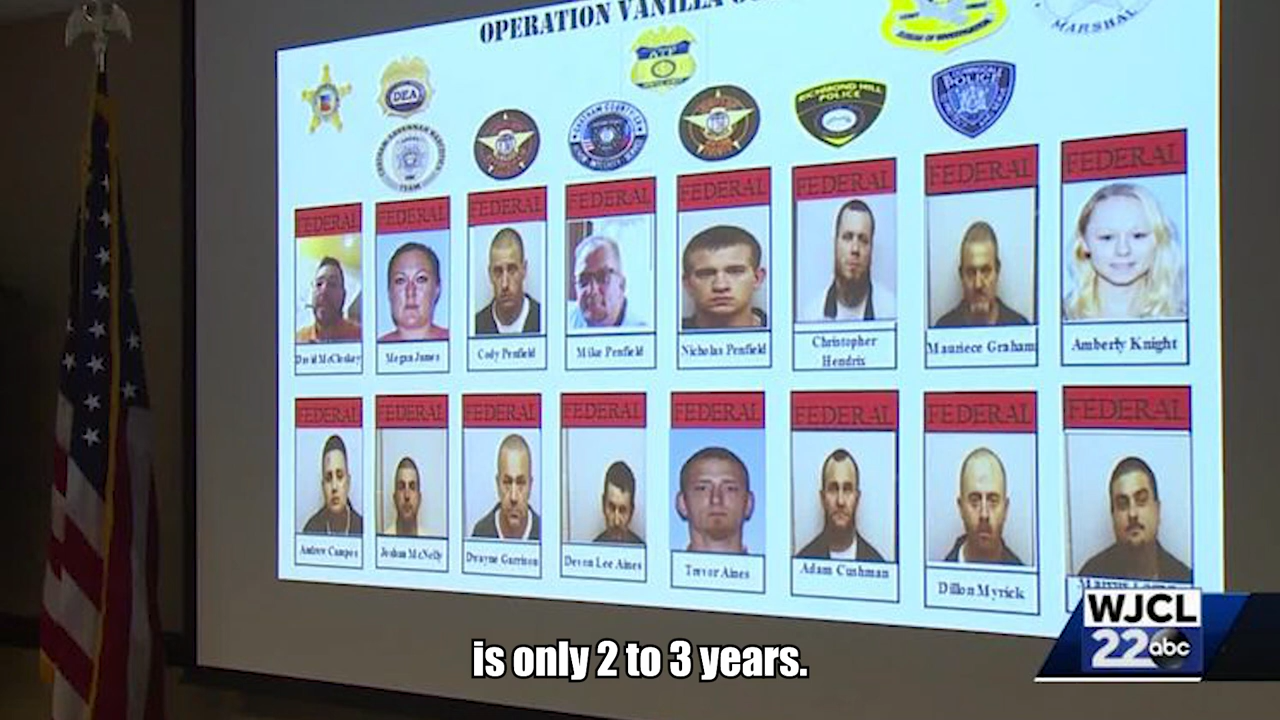 OPERATION VANILLA
MARSHAL
DEA
ATF
RICHMOND HILL
POLICE
POLICE
TEAM
FEDERAL
FEDERAL
FEDERAL
FEDERAL
FEDERAL
FEDERAL
FEDERAL
FEDERAL
David McCloskey
Megan James
Cody Penfield
Mike Penfield
Nicholas Penfield
Christopher
Hendrix
Mauriece Graham
Amberly Knight
FEDERAL
FEDERAL
FEDERAL
FEDERAL
FEDERAL
FEDERAL
FEDERAL
FEDERAL
Andrew Campos
Joshua McNelly
Dwayne Garrison
Devon Lee Aines
Trevor Aines
Adam Cushman
Dillon Myrick
WJCL
22 abc
is only 2 to 3 years.